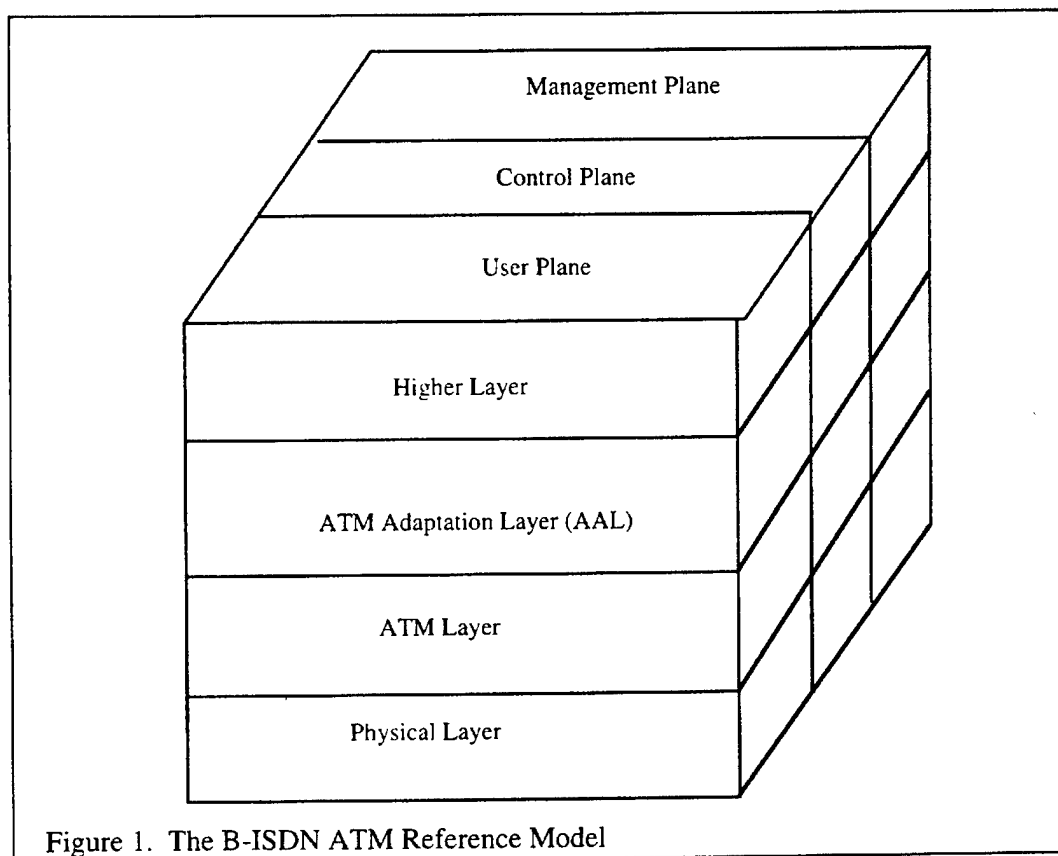 Management Plane
Control Plane
User Plane
Higher Layer
ATM Adaptation Layer (AAL)
ATM Layer
Physical Layer
Figure 1. The B-ISDN ATM Reference Model